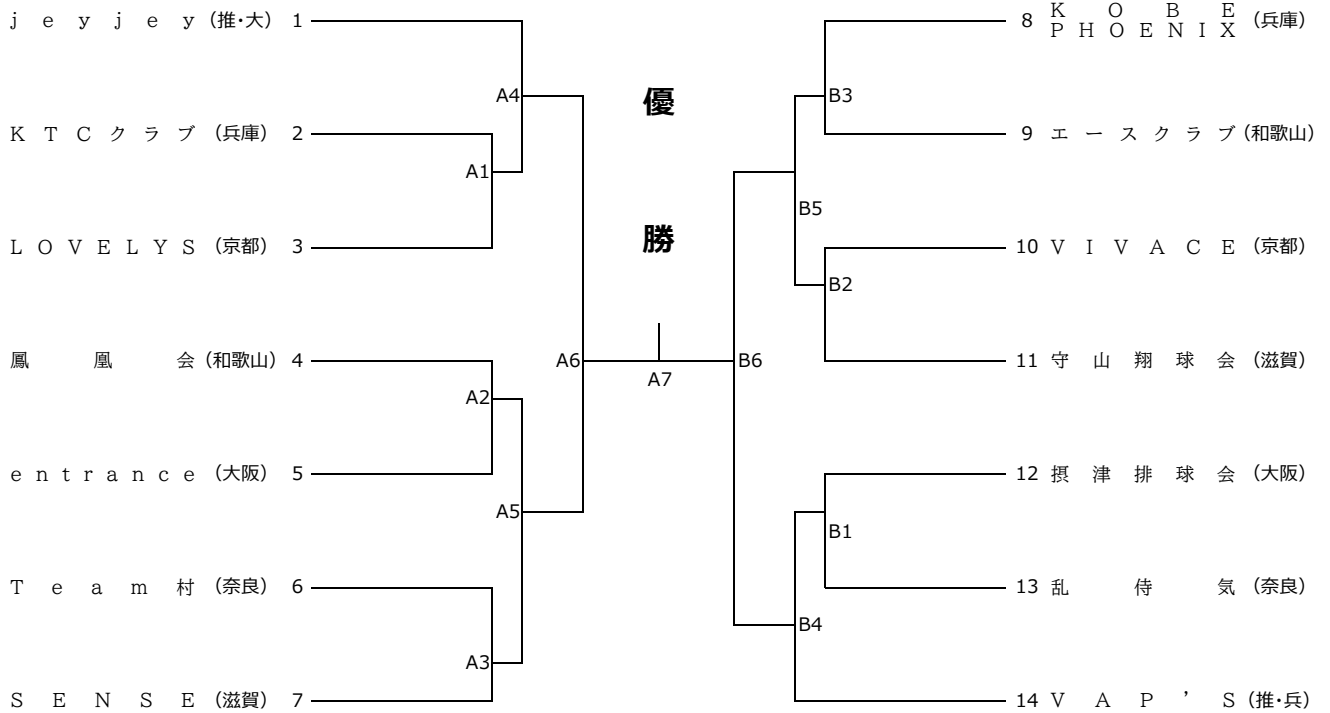 jeyjey (推・大) 1
KTCクラブ (兵庫) 2
LOVELYS (京都) 3
鳳凰会 (和歌山) 4
entrance (大阪) 5
Team村 (奈良) 6
SENSE (滋賀) 7
A4
A1
A2
A5
A3
A6
優
勝
A7
B6
B3
B5
B2
B1
B4
8 KOBE
PHOENIX (兵庫)
9 エースクラブ (和歌山)
10 VIVACE (京都)
11 守山翔球会 (滋賀)
12 摂津排球会 (大阪)
13 乱侍気 (奈良)
14 VAP'S (推・兵)